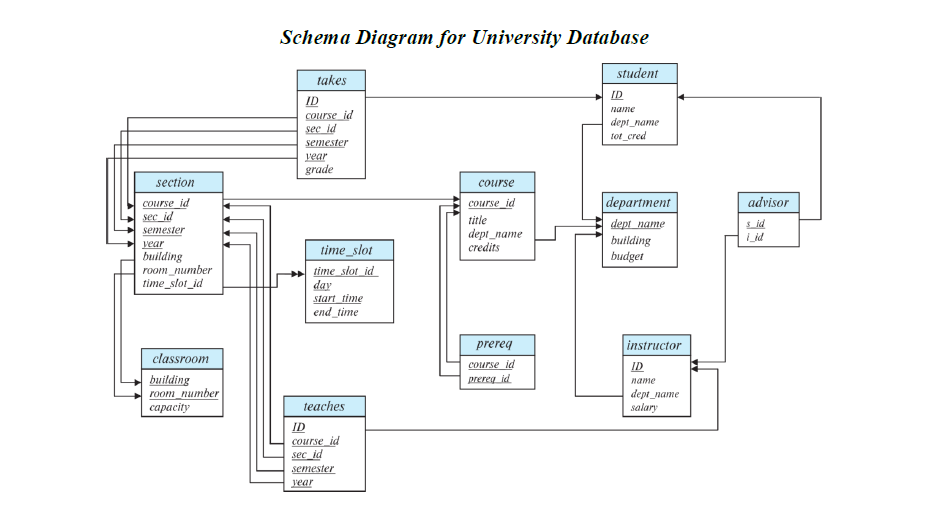 Schema Diagram for University Database
takes
ID
course_id
sec_id
semester
year
grade
student
ID
name
dept_name
tot_cred
section
course_id
sec_id
semester
year
building
room_number
time_slot_id
course
course_id
title
dept_name
credits
department
dept_name
building
budget
advisor
s_id
i_id
time_slot
time_slot_id
day
start_time
end_time
prereq
course_id
prereq_id
instructor
ID
name
dept_name
salary
classroom
building
room_number
capacity
teaches
ID
course_id
sec_id
semester
year